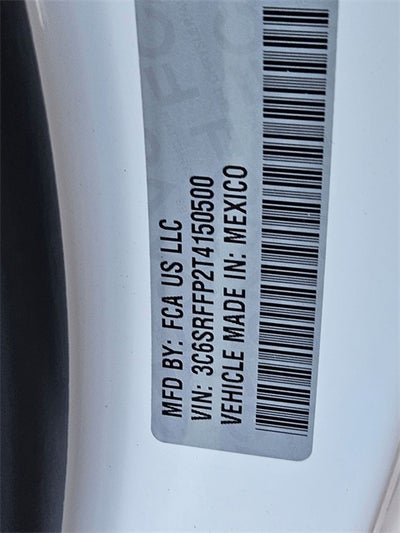 MFD BY: FCA US LLC
VIN: 3C6SRFFP2T4150500
VEHICLE MADE IN: MEXICO